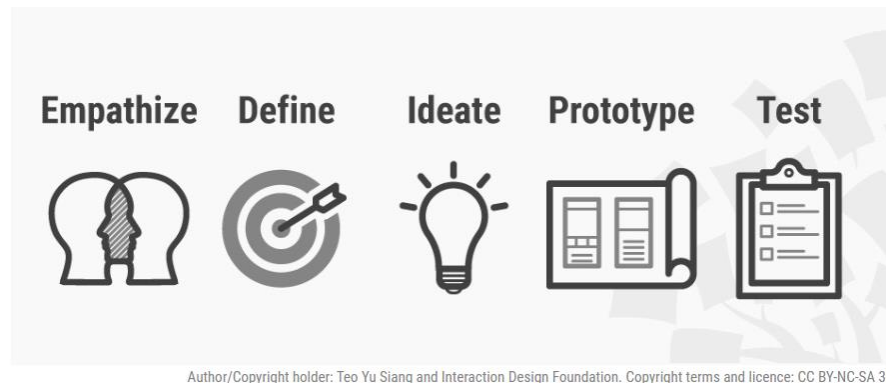 Empathize Define Ideate Prototype Test
Author/Copyright holder: Teo Yu Siang and Interaction Design Foundation. Copyright terms and licence: CC BY-NC-SA 3